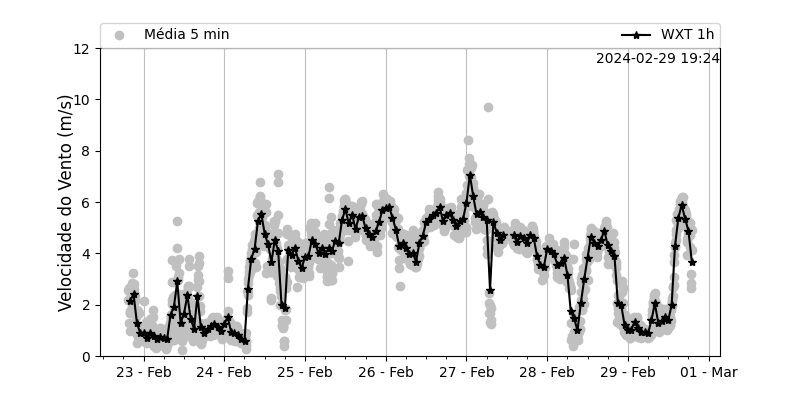 Média 5 min
WXT 1h
2024-02-29 19:24
Velocidade do Vento (m/s)
12
10
8
6
4
2
0
23 - Feb
24 - Feb
25 - Feb
26 - Feb
27 - Feb
28 - Feb
29 - Feb
01 - Mar